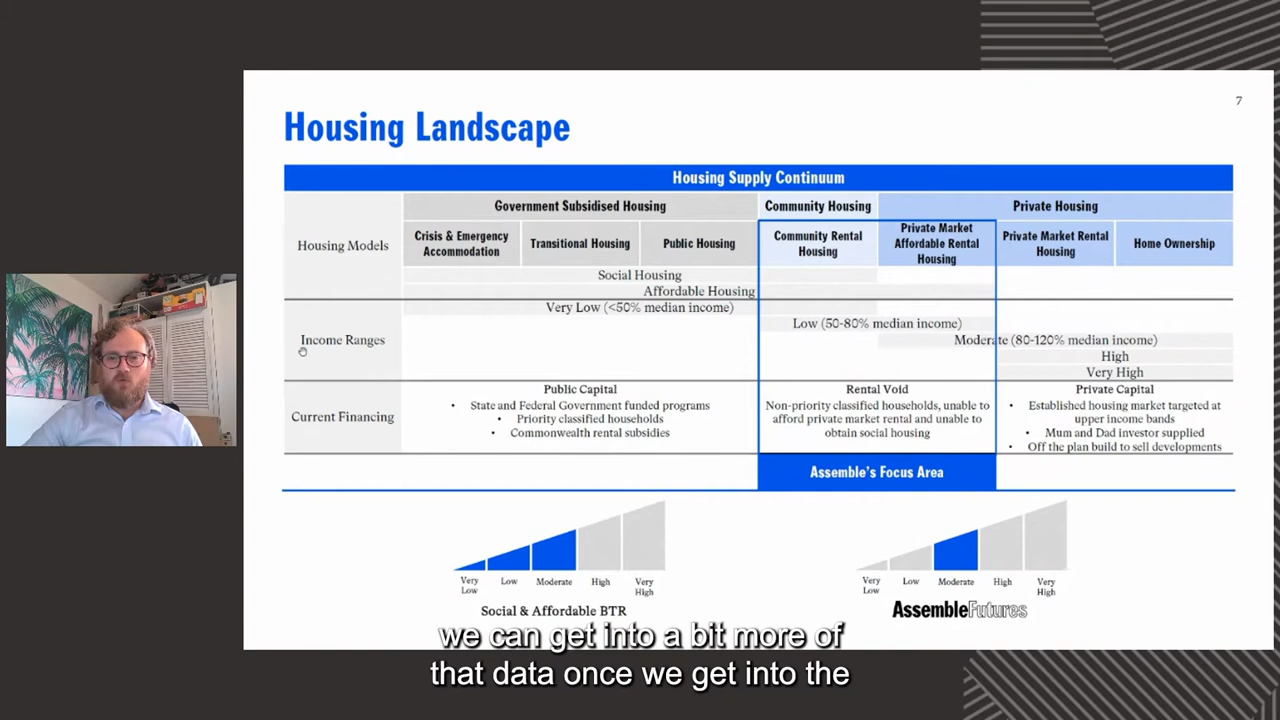 7
Housing Landscape
Housing Supply Continuum
Housing Models
Government Subsidised Housing
Community Housing
Private Housing
Crisis & Emergency
Accommodation
Transitional Housing
Public Housing
Community Rental
Housing
Private Market
Affordable Rental
Housing
Private Market Rental
Housing
Home Ownership
Social Housing
Affordable Housing
Income Ranges
Very Low (<50% median income)
Low (50-80% median income)
Moderate (80-120% median income)
High
Very High
Current Financing
Public Capital
• State and Federal Government funded programs
• Priority classified households
• Commonwealth rental subsidies
Rental Void
Non-priority classified households, unable to
afford private market rental and unable to
obtain social housing
Private Capital
• Established housing market targeted at
upper income bands
• Mum and Dad investor supplied
• Off the plan build to sell developments
Assemble's Focus Area
Very
Low
Low
Moderate
High
Very
High
Social & Affordable BTR
Very
Low
Low
Moderate
High
Very
High
AssembleFutures
we can get into a bit more of
that data once we get into the